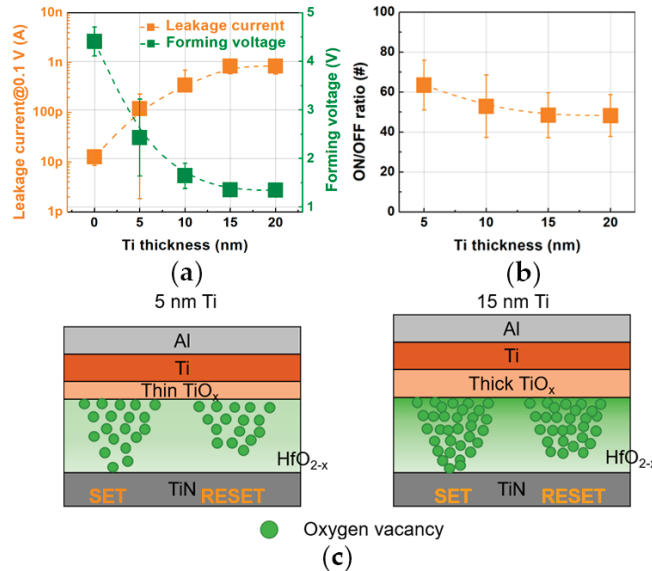 Leakage current
Forming voltage
Leakage current@0.1 V (A)
10n
1n
100p
10p
1p
Forming voltage (V)
5
4
3
2
1
0 5 10 15 20
Ti thickness (nm)
(a)
ON/OFF ratio (#)
100
80
60
40
20
0
5 10 15 20
Ti thickness (nm)
(b)
5 nm Ti
Al
Ti
Thin TiOx
HfO2-x
TiN
SET RESET
15 nm Ti
Al
Ti
Thick TiOx
HfO2-x
TiN
SET RESET
Oxygen vacancy
(c)